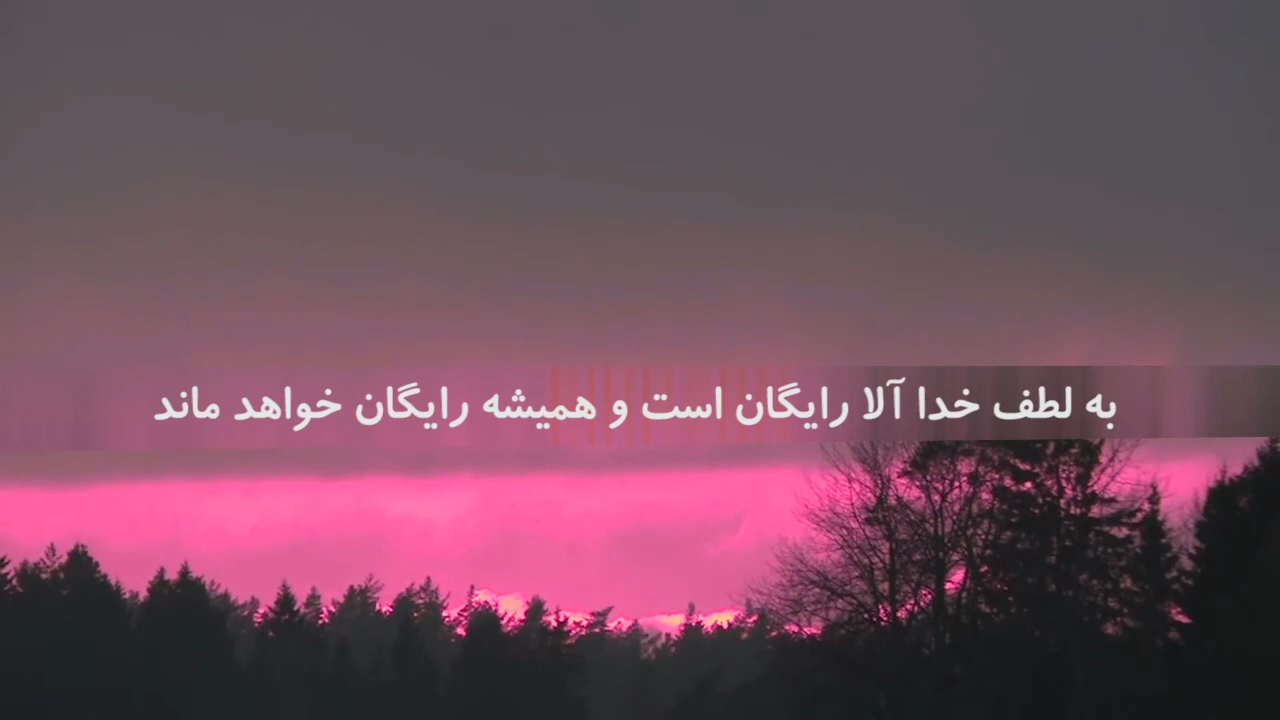 به لطف خدا آلا رایگان است و همیشه رایگان خواهد ماند